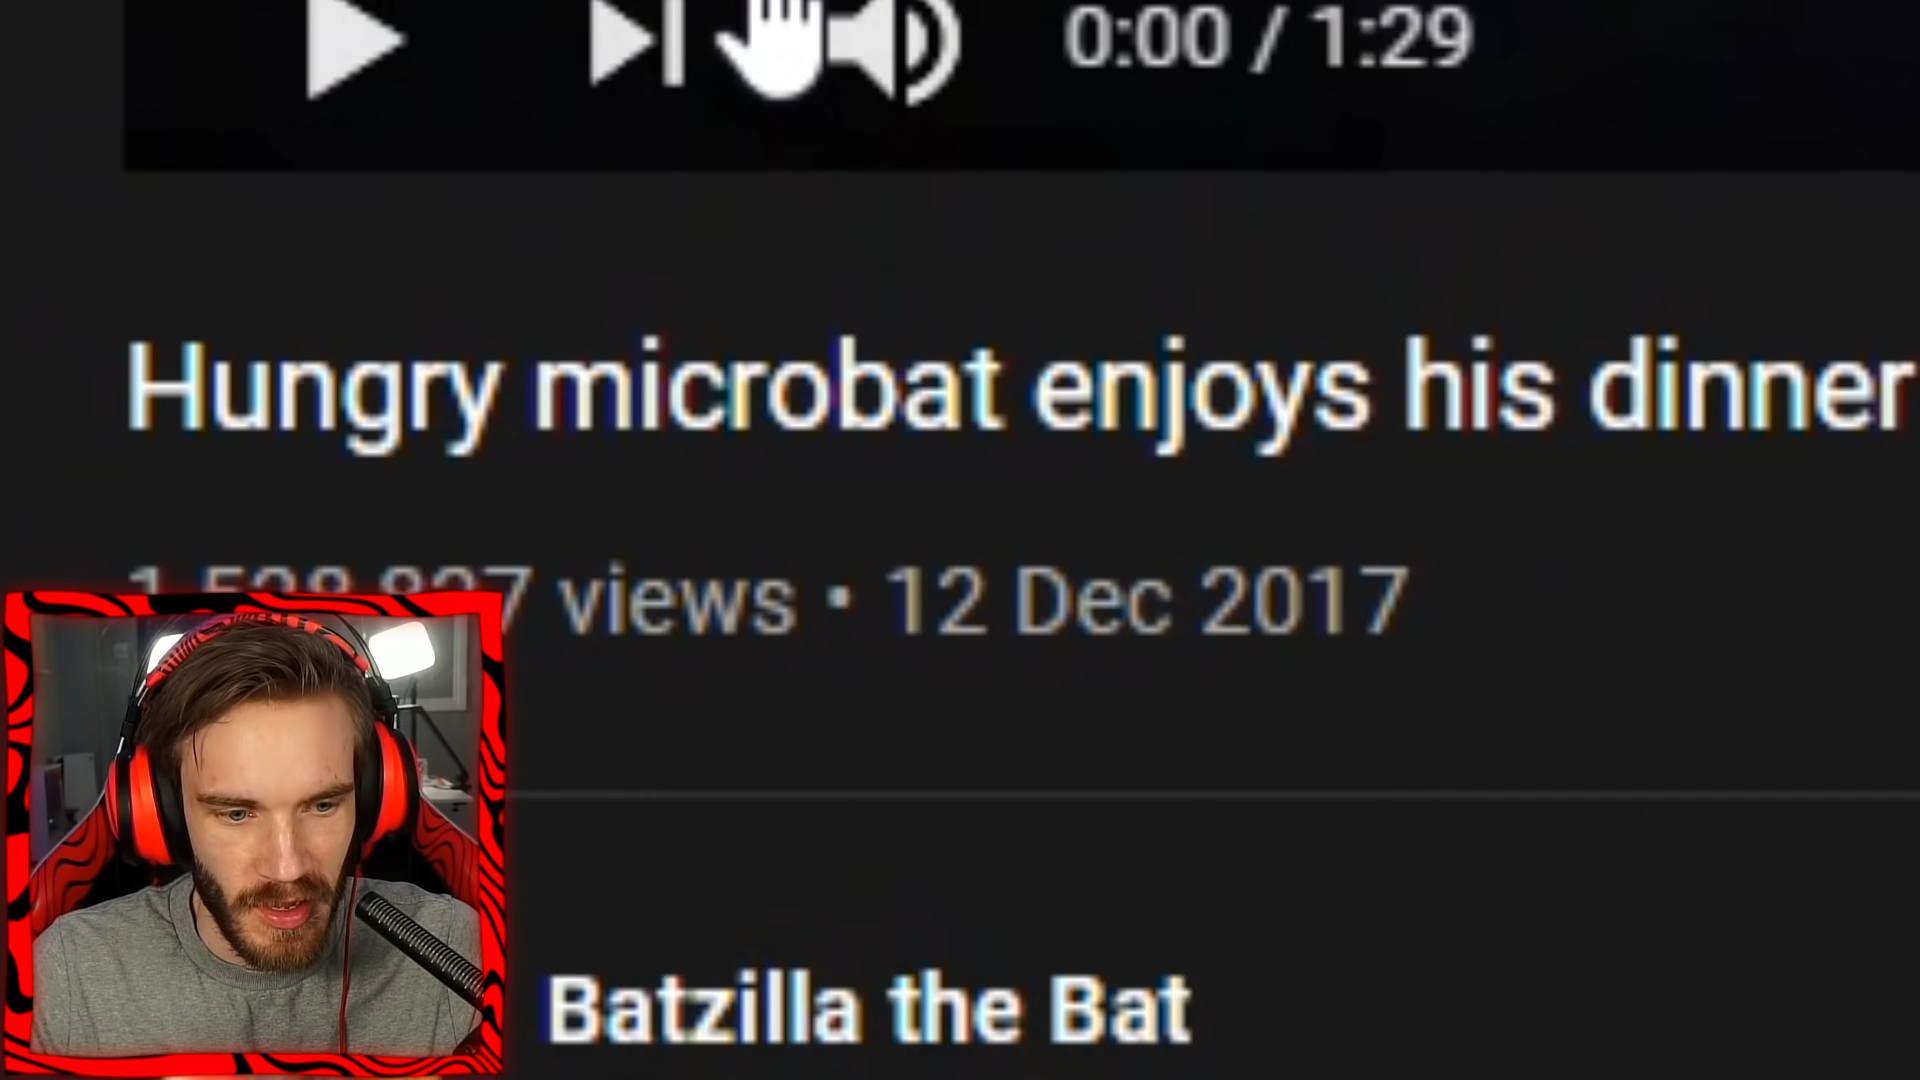 0:00 / 1:29
Hungry microbat enjoys his dinner
views • 12 Dec 2017
Batzilla the Bat